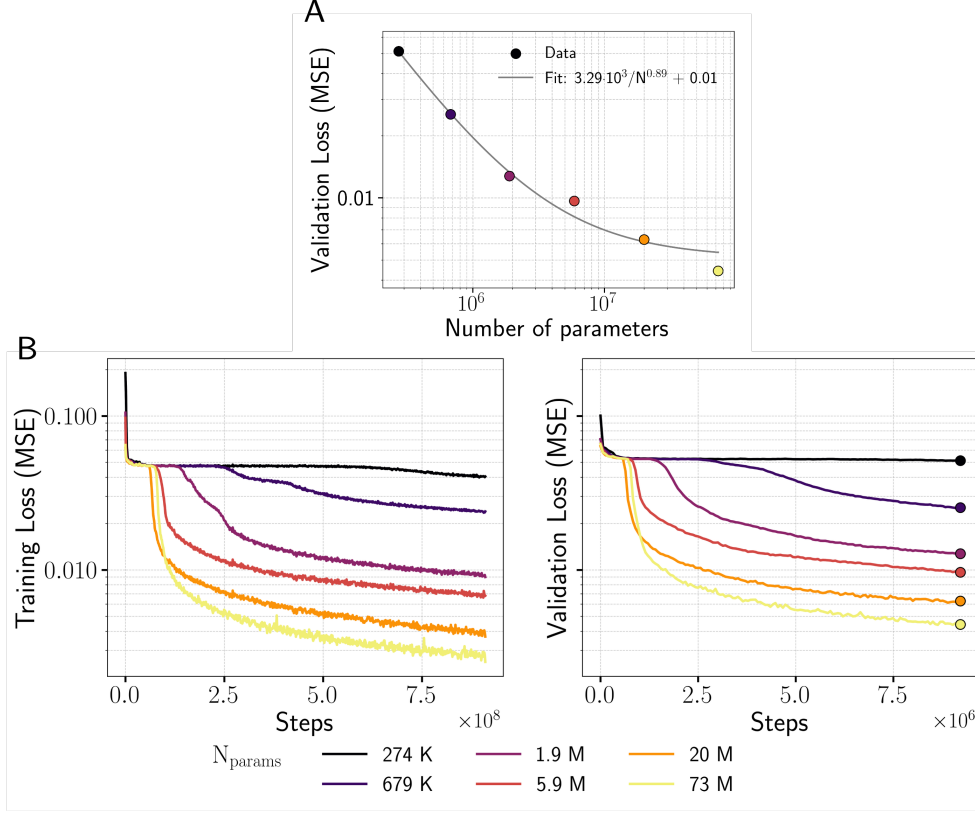 A
Validation Loss (MSE)
Data
Fit: 3.29·10³/N^0.89 + 0.01
0.01
10⁶ 10⁷
Number of parameters
B
Training Loss (MSE)
0.100
0.010
0.0 2.5 5.0 7.5
Steps ×10⁸
Validation Loss (MSE)
0.0 2.5 5.0 7.5
Steps ×10⁶
N_params
274 K 1.9 M 20 M
679 K 5.9 M 73 M